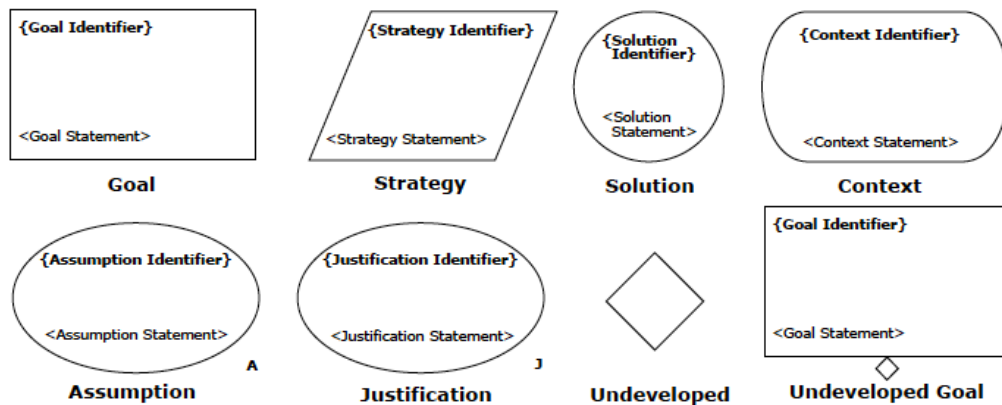 {Goal Identifier}
<Goal Statement>
Goal
{Strategy Identifier}
<Strategy Statement>
Strategy
{Solution
Identifier}
<Solution
Statement>
Solution
{Context Identifier}
<Context Statement>
Context
{Assumption Identifier}
<Assumption Statement>
A
Assumption
{Justification Identifier}
<Justification Statement>
J
Justification
Undeveloped
{Goal Identifier}
<Goal Statement>
Undeveloped Goal